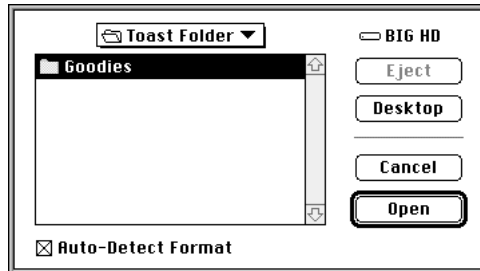 Toast Folder
BIG HD
Goodies
Eject
Desktop
Cancel
Open
Auto-Detect Format